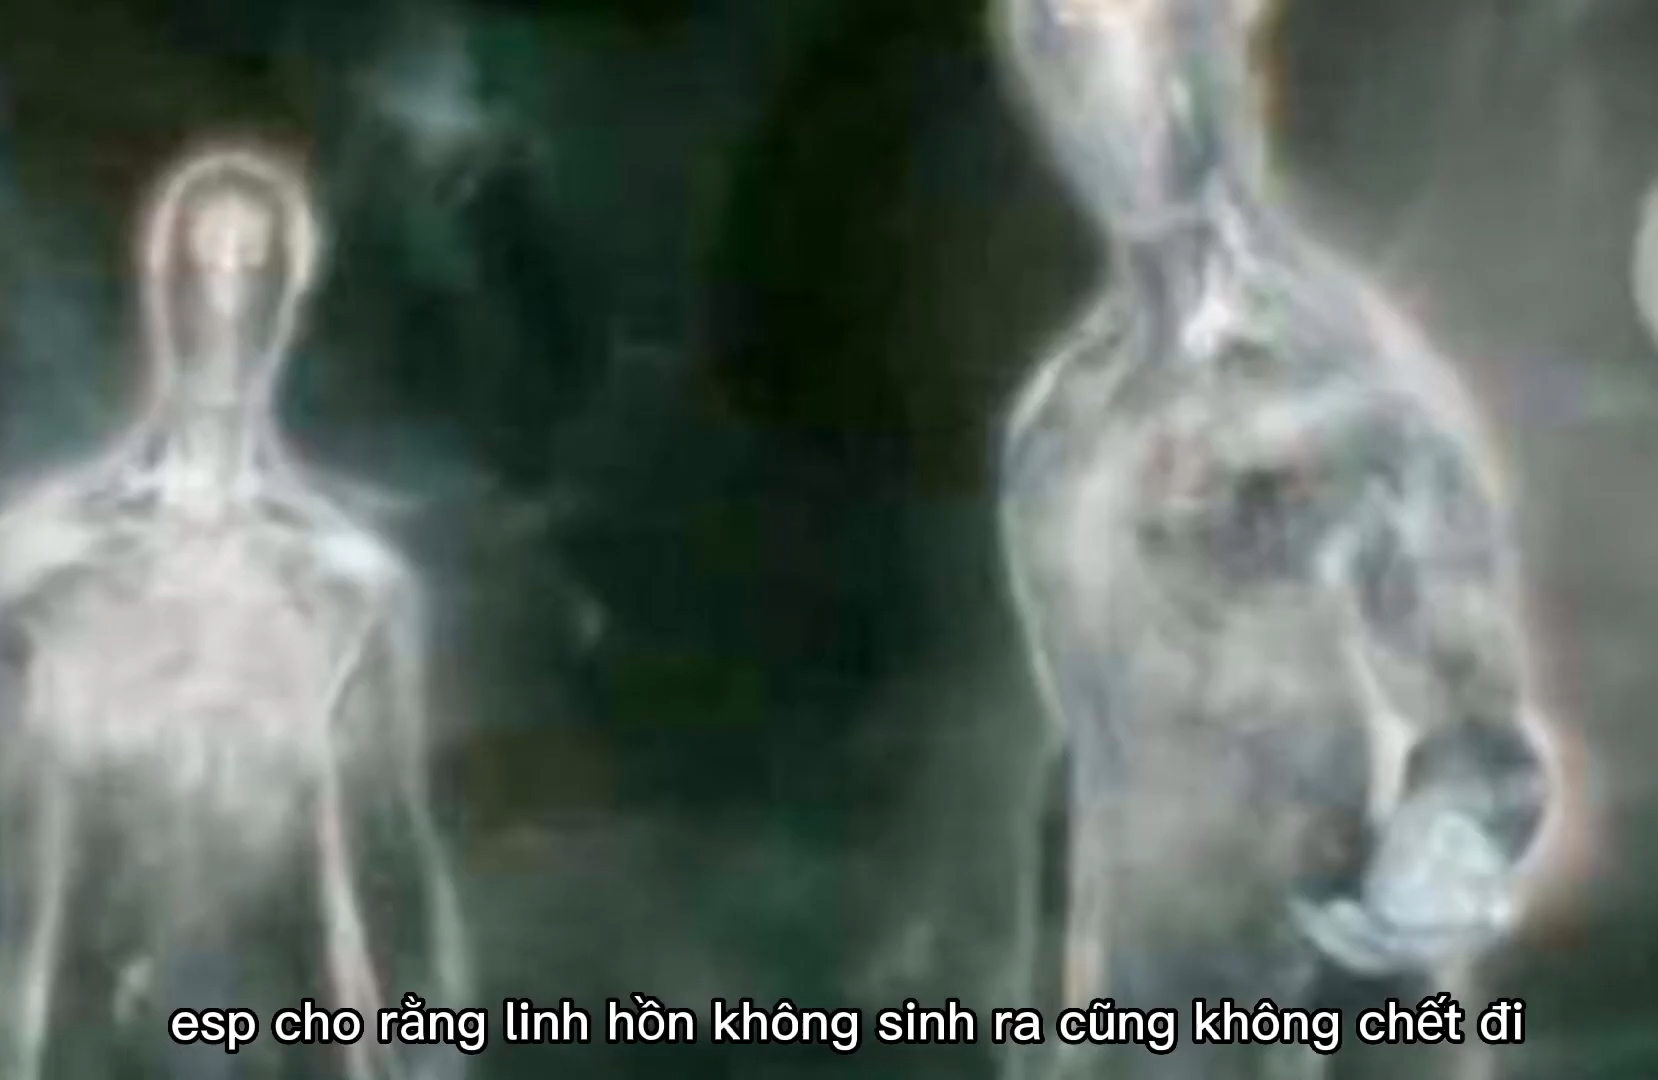 esp cho rằng linh hồn không sinh ra cũng không chết đi